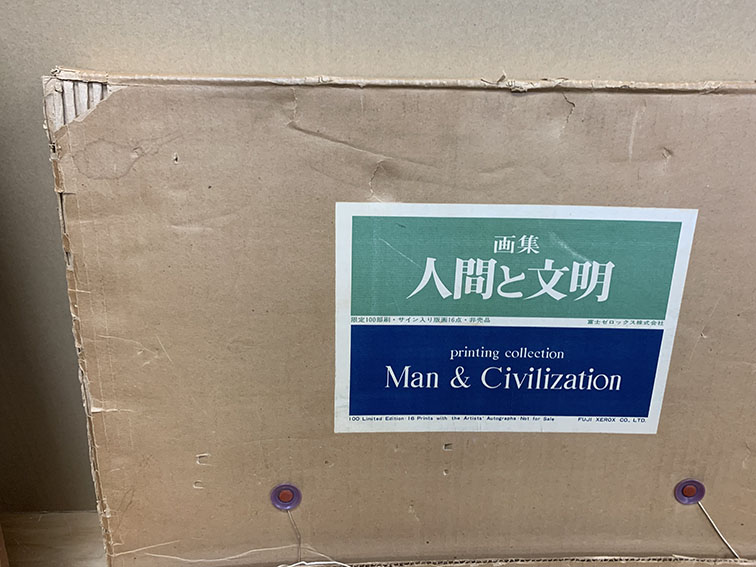 画集
人間と文明
限定100部刷・サイン入り版画16点・非売品 富士ゼロックス株式会社
printing collection
Man & Civilization
100 Limited Edition·16 Prints with the Artists' Autographs·Not for Sale FUJI XEROX CO., LTD.